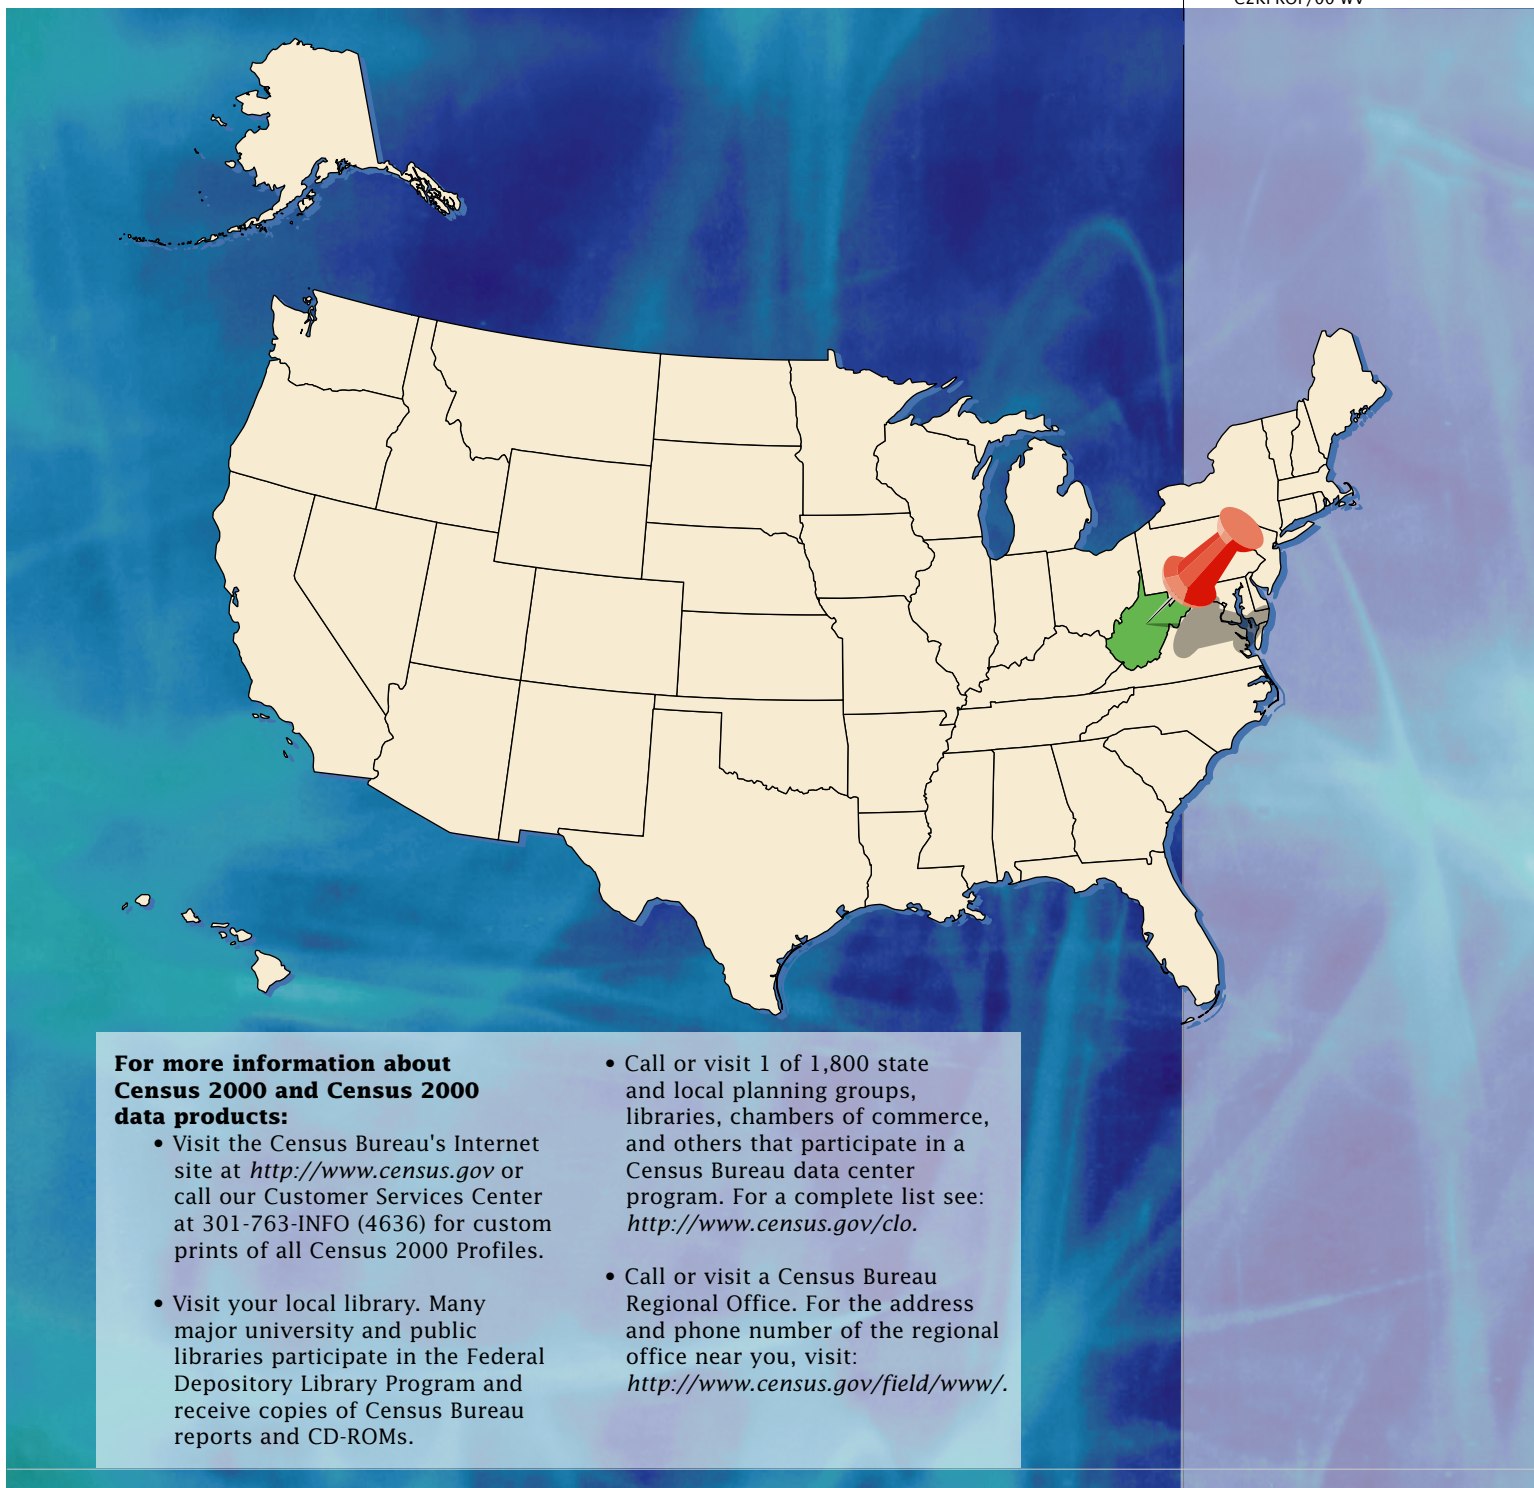 C2KPROF/00-WV
For more information about
Census 2000 and Census 2000
data products:
• Visit the Census Bureau's Internet
site at http://www.census.gov or
call our Customer Services Center
at 301-763-INFO (4636) for custom
prints of all Census 2000 Profiles.
• Visit your local library. Many
major university and public
libraries participate in the Federal
Depository Library Program and
receive copies of Census Bureau
reports and CD-ROMs.
• Call or visit 1 of 1,800 state
and local planning groups,
libraries, chambers of commerce,
and others that participate in a
Census Bureau data center
program. For a complete list see:
http://www.census.gov/clo.
• Call or visit a Census Bureau
Regional Office. For the address
and phone number of the regional
office near you, visit:
http://www.census.gov/field/www/.